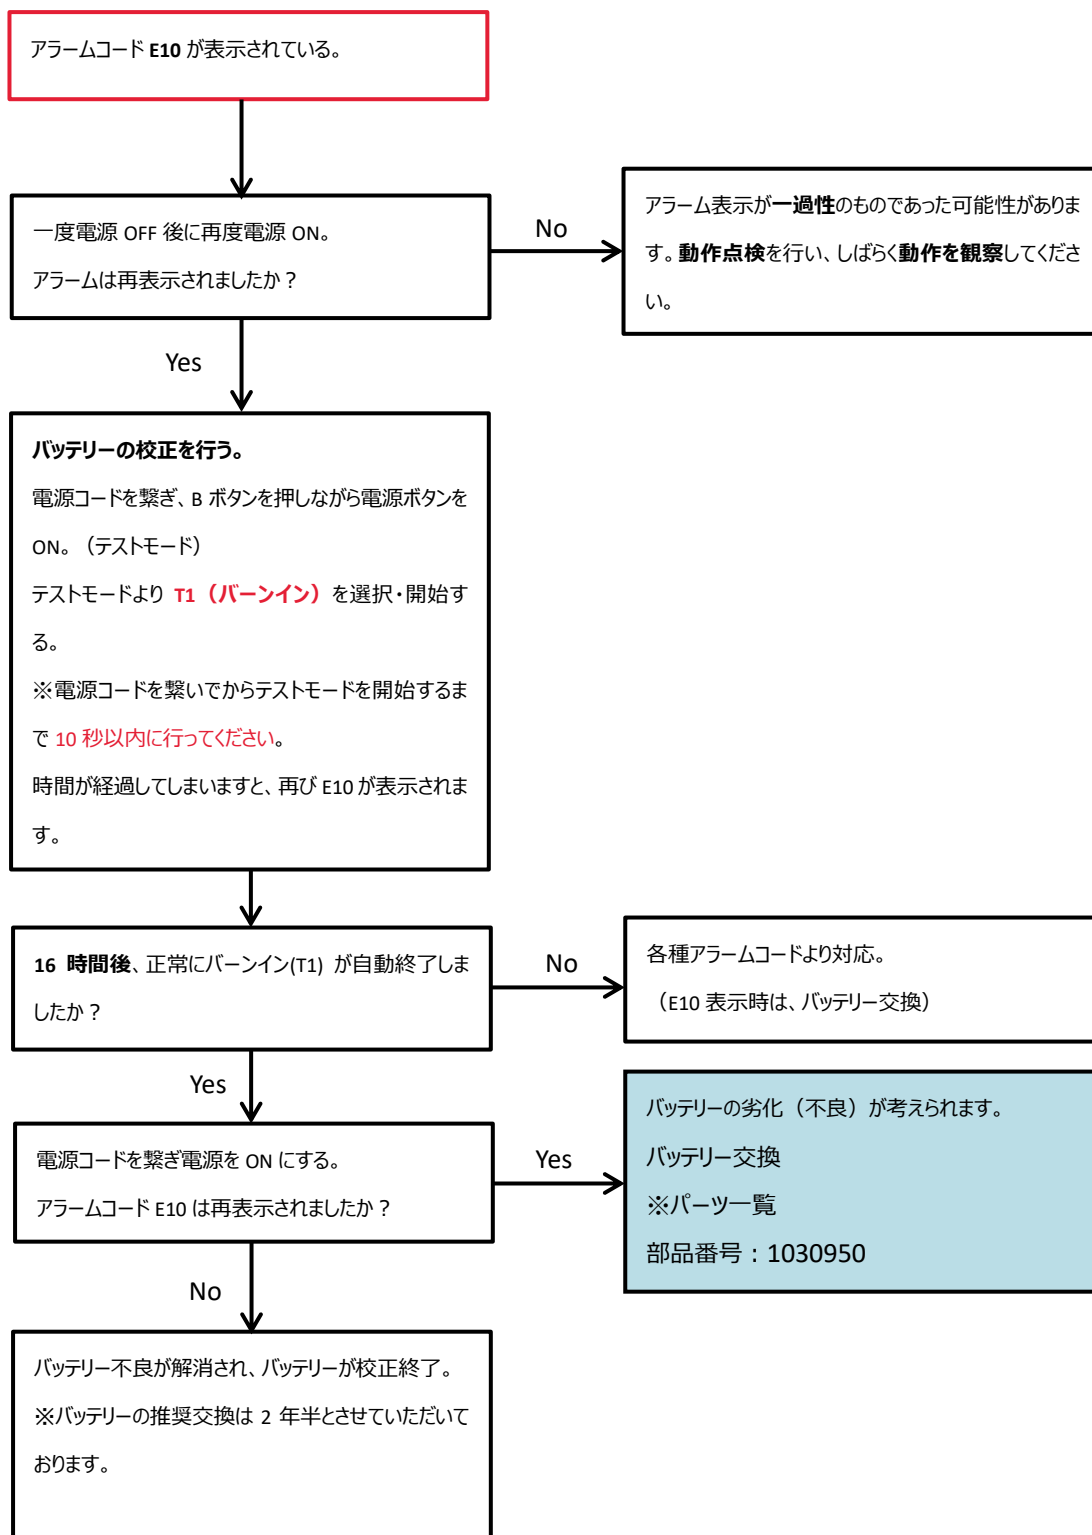 アラームコード E10 が表示されている。
一度電源 OFF 後に再度電源 ON。
アラームは再表示されましたか？
No
アラーム表示が一過性のものであった可能性がありま
す。動作点検を行い、しばらく動作を観察してくださ
い。
Yes
バッテリーの校正を行う。
電源コードを繋ぎ、B ボタンを押しながら電源ボタンを
ON。（テストモード）
テストモードより T1（バーンイン）を選択・開始す
る。
※電源コードを繋いでからテストモードを開始するま
で 10 秒以内に行ってください。
時間が経過してしまいますと、再び E10 が表示されま
す。
16 時間後、正常にバーンイン(T1) が自動終了しま
したか？
No
各種アラームコードより対応。
（E10 表示時は、バッテリー交換）
Yes
電源コードを繋ぎ電源を ON にする。
アラームコード E10 は再表示されましたか？
Yes
バッテリーの劣化（不良）が考えられます。
バッテリー交換
※パーツ一覧
部品番号：1030950
No
バッテリー不良が解消され、バッテリーが校正終了。
※バッテリーの推奨交換は 2 年半とさせていただいて
おります。